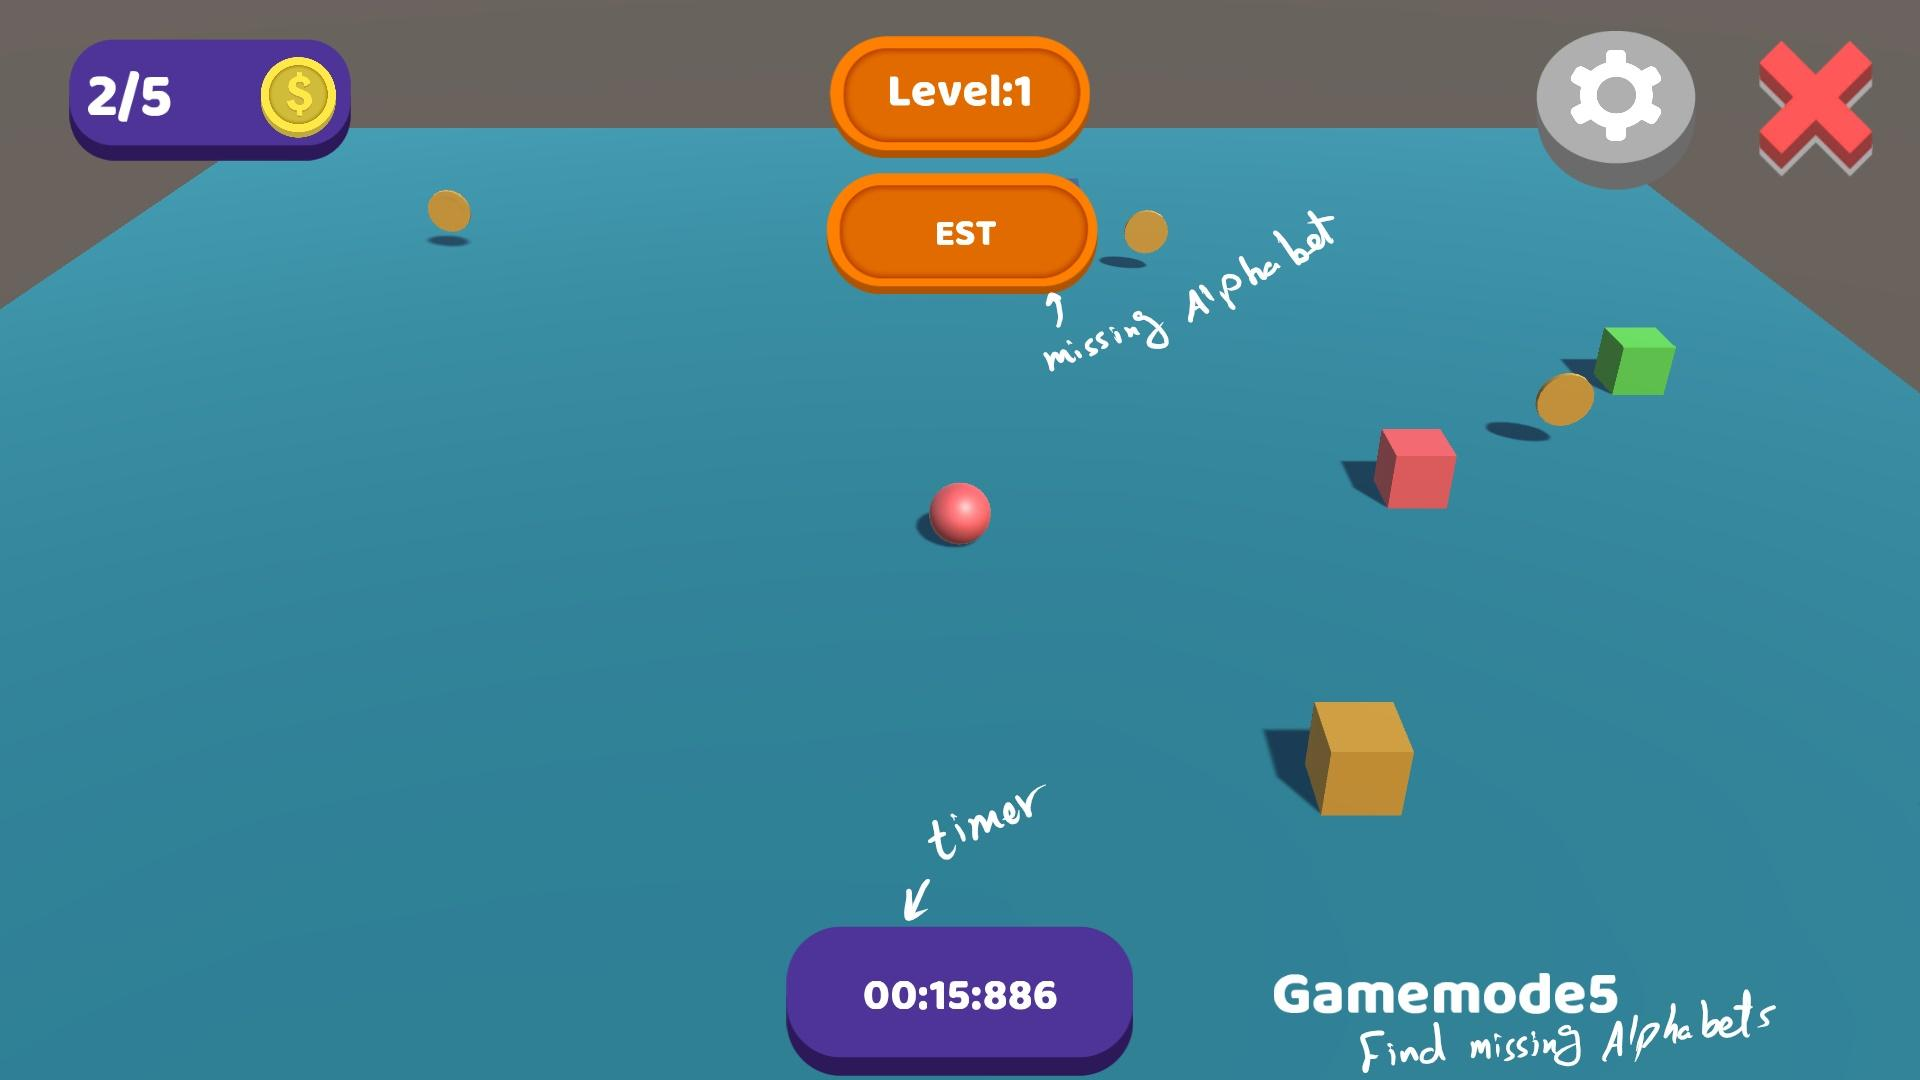 2/5
Level:1
EST
missing Alphabet
timer
00:15:886
Gamemode5
Find missing Alphabets